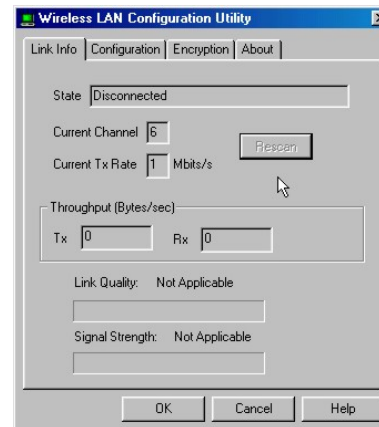 Wireless LAN Configuration Utility
Link Info Configuration Encryption About
State Disconnected
Current Channel 6
Rescan
Current Tx Rate 1 Mbits/s
Throughput (Bytes/sec)
Tx 0 Rx 0
Link Quality: Not Applicable
Signal Strength: Not Applicable
OK Cancel Help